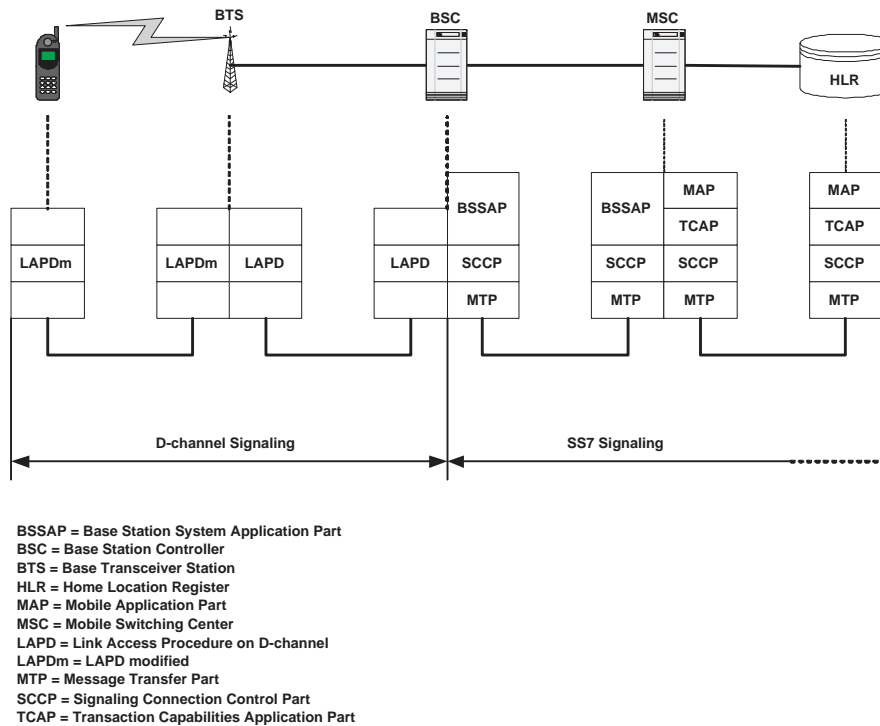 BTS BSC MSC
HLR
BSSAP BSSAP MAP MAP
TCAP TCAP
LAPDm LAPDm LAPD LAPD SCCP SCCP SCCP SCCP
MTP MTP MTP MTP
D-channel Signaling SS7 Signaling
BSSAP = Base Station System Application Part
BSC = Base Station Controller
BTS = Base Transceiver Station
HLR = Home Location Register
MAP = Mobile Application Part
MSC = Mobile Switching Center
LAPD = Link Access Procedure on D-channel
LAPDm = LAPD modified
MTP = Message Transfer Part
SCCP = Signaling Connection Control Part
TCAP = Transaction Capabilities Application Part